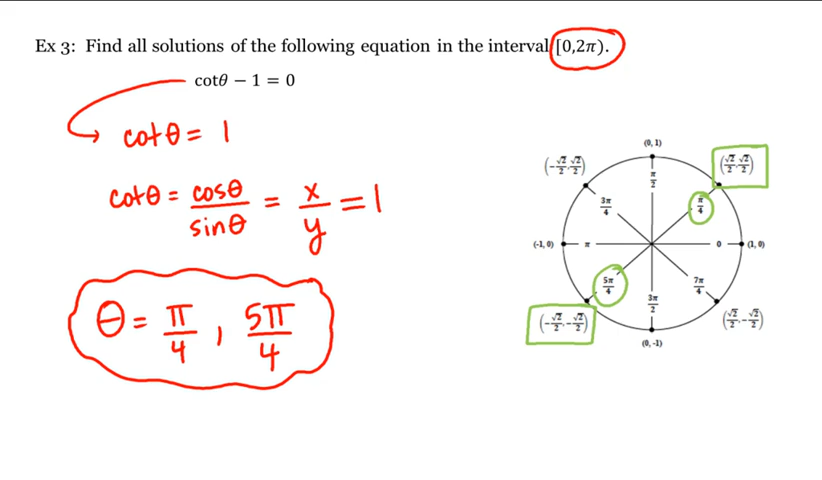 Ex 3: Find all solutions of the following equation in the interval [0,2π).
cotθ − 1 = 0
cotθ = 1
cotθ = cosθ/sinθ = x/y = 1
θ = π/4, 5π/4
(0, 1)
(-√2/2, √2/2)
(√2/2, √2/2)
π/2
3π/4
π/4
(-1, 0)
π
0
(1, 0)
5π/4
3π/2
7π/4
(-√2/2, -√2/2)
(√2/2, -√2/2)
(0, -1)